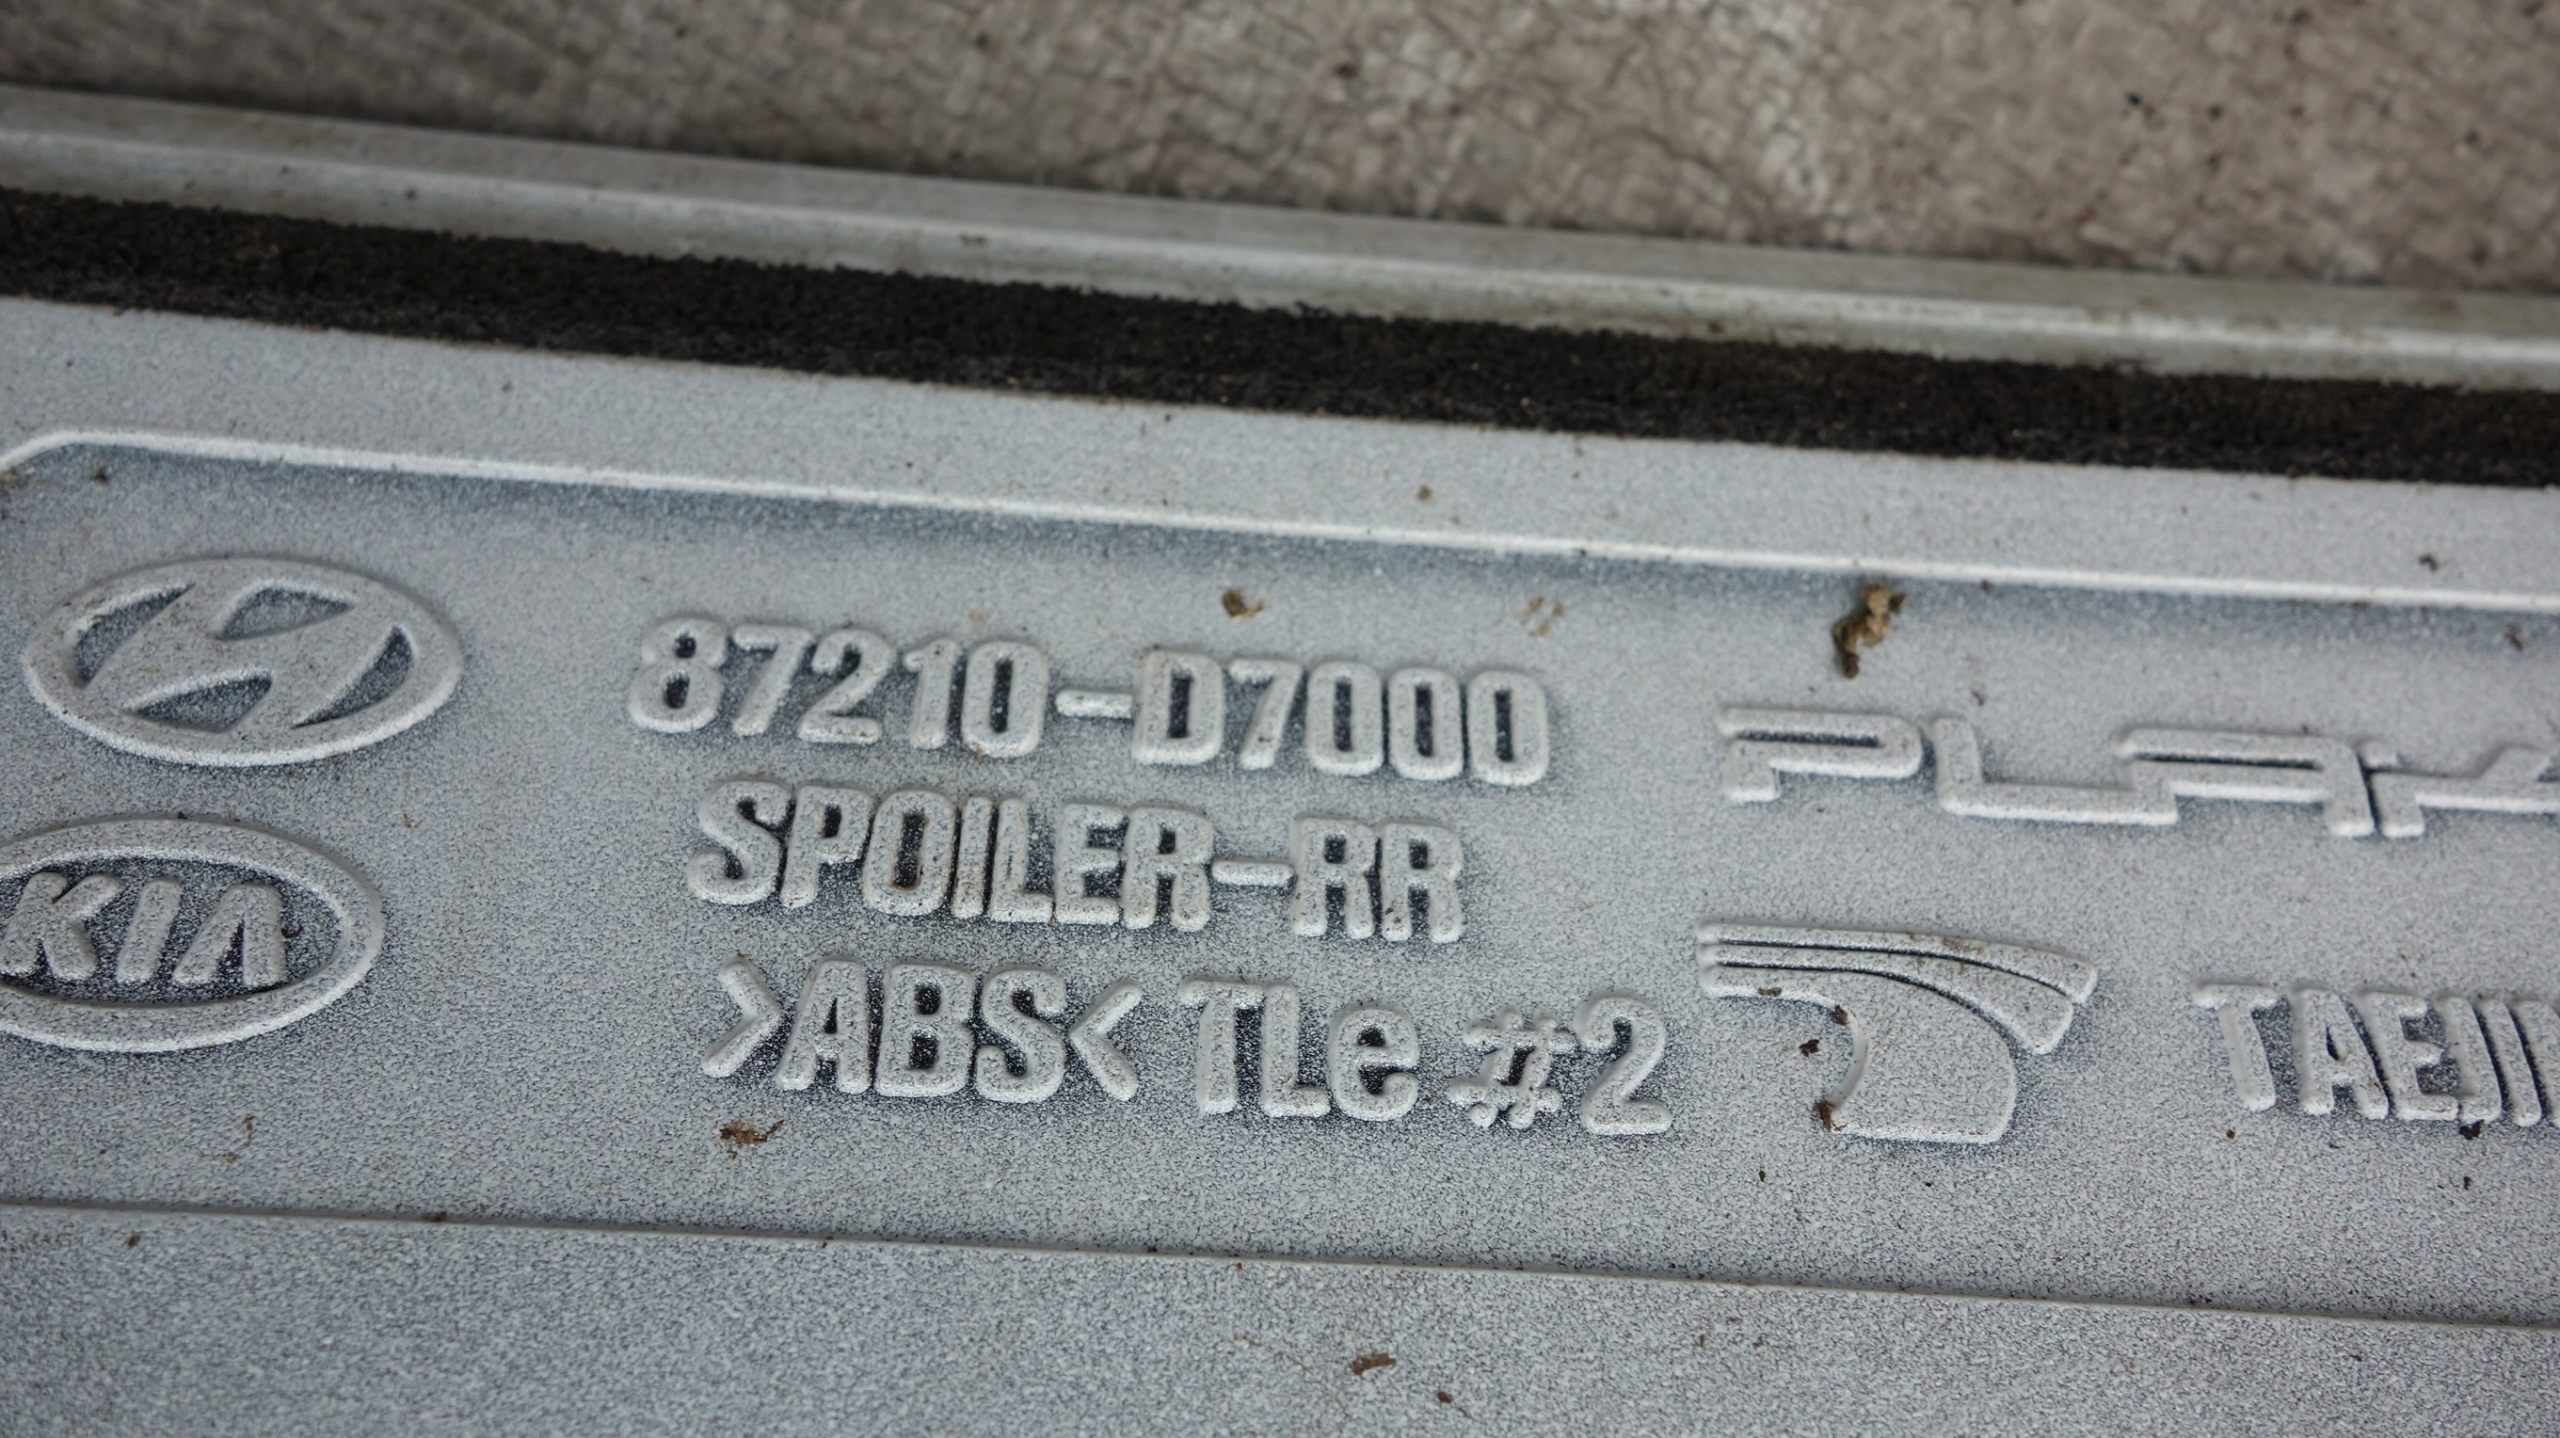 87210-D7000
SPOILER-RR
>ABS< TLe #2
KIA